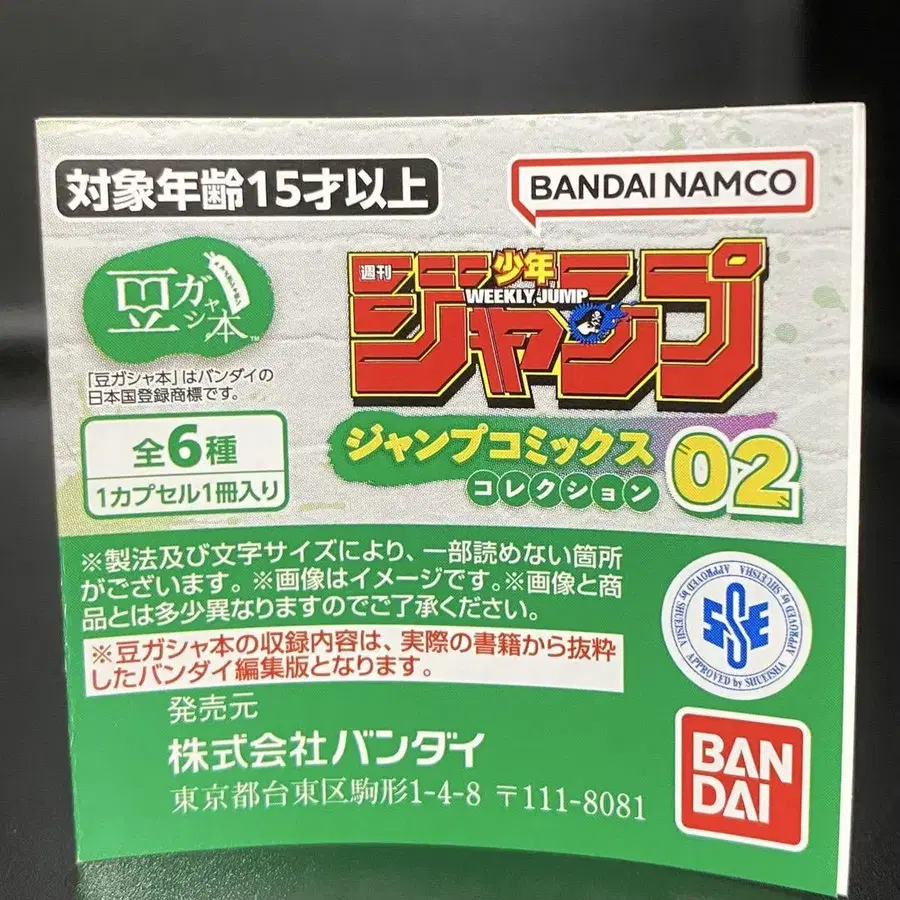 対象年齢15才以上
BANDAI NAMCO
豆ガシャ本
TM
「豆ガシャ本」はバンダイの
日本国登録商標です。
週刊
少年
WEEKLY JUMP
ジャンプ
ジャンプコミックス
コレクション
02
全6種
1カプセル1冊入り
※製法及び文字サイズにより、一部読めない箇所
がございます。※画像はイメージです。※画像と商
品とは多少異なりますのでご了承ください。
※豆ガシャ本の収録内容は、実際の書籍から抜粋
したバンダイ編集版となります。
APPROVED by SHUEISHA
APPROVED by SHUEISHA
APPROVED by SHUEISHA
発売元
株式会社バンダイ
東京都台東区駒形1-4-8 〒111-8081
BAN
DAI